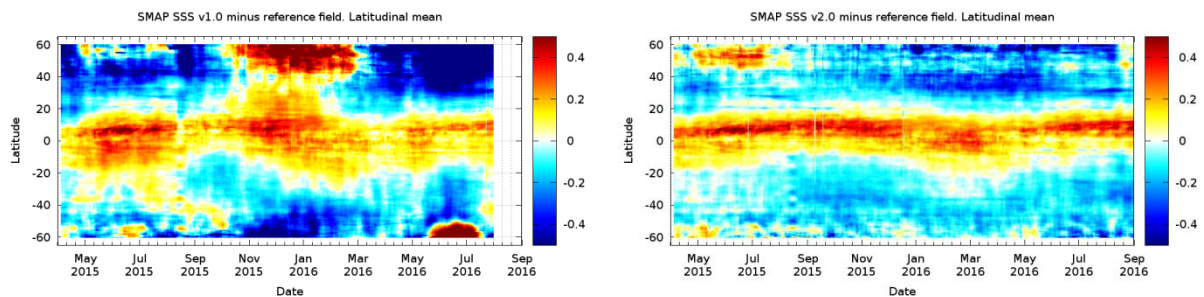 SMAP SSS v1.0 minus reference field. Latitudinal mean
60
40
20
0
-20
-40
-60
Latitude
May 2015
Jul 2015
Sep 2015
Nov 2015
Jan 2016
Mar 2016
May 2016
Jul 2016
Sep 2016
Date
0.4
0.2
0
-0.2
-0.4
SMAP SSS v2.0 minus reference field. Latitudinal mean
60
40
20
0
-20
-40
-60
Latitude
May 2015
Jul 2015
Sep 2015
Nov 2015
Jan 2016
Mar 2016
May 2016
Jul 2016
Sep 2016
Date
0.4
0.2
0
-0.2
-0.4